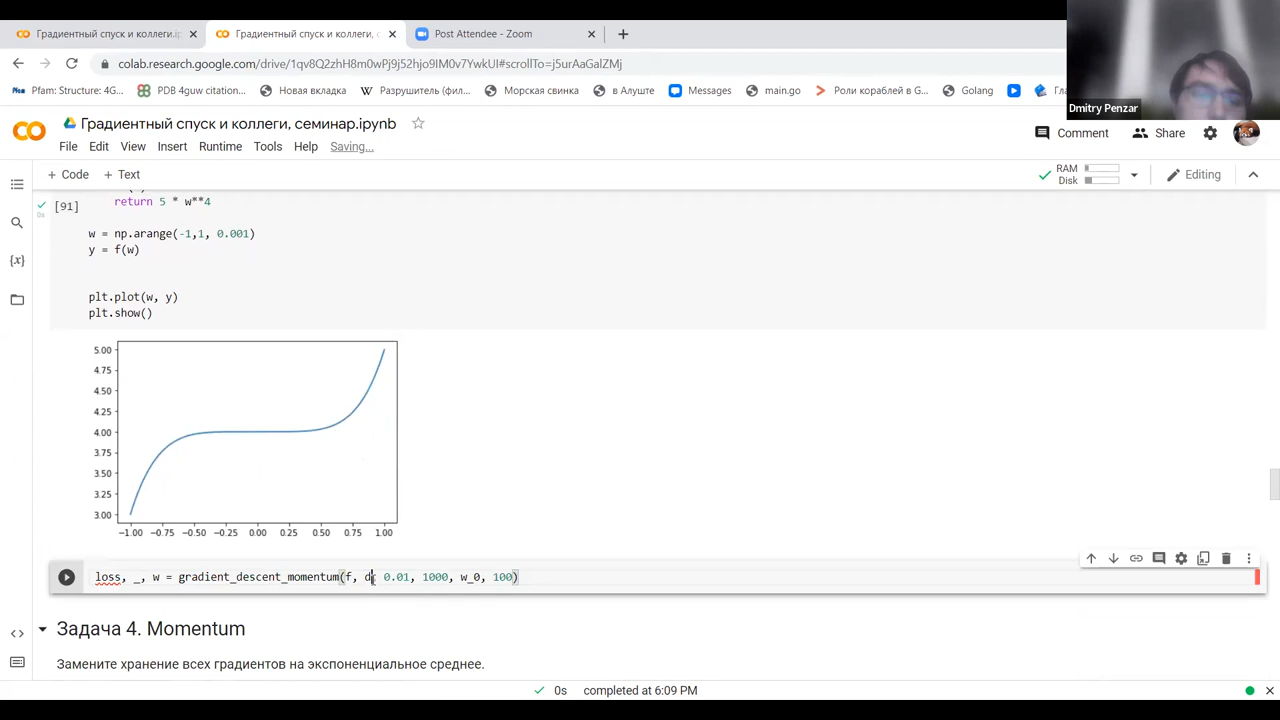 Градиентный спуск и коллеги.ip
Градиентный спуск и коллеги, с
Post Attendee - Zoom
colab.research.google.com/drive/1qv8Q2zhH8m0wPj9j52hjo9IM0v7YwkUl#scrollTo=j5urAaGalZMj
Pfam: Structure: 4G...
PDB 4guw citation...
Новая вкладка
Разрушитель (фил...
Морская свинка
в Алуште
Messages
main.go
Роли кораблей в G...
Golang
Гла
Dmitry Penzar
Градиентный спуск и коллеги, семинар.ipynb
Comment
Share
File Edit View Insert Runtime Tools Help Saving...
+ Code + Text
RAM
Disk
Editing
[91]
0s
return 5 * w**4
w = np.arange(-1,1, 0.001)
y = f(w)
plt.plot(w, y)
plt.show()
5.00
4.75
4.50
4.25
4.00
3.75
3.50
3.25
3.00
−1.00 −0.75 −0.50 −0.25 0.00 0.25 0.50 0.75 1.00
loss, _, w = gradient_descent_momentum(f, d, 0.01, 1000, w_0, 100)
Задача 4. Momentum
Замените хранение всех градиентов на экспоненциальное среднее.
0s completed at 6:09 PM